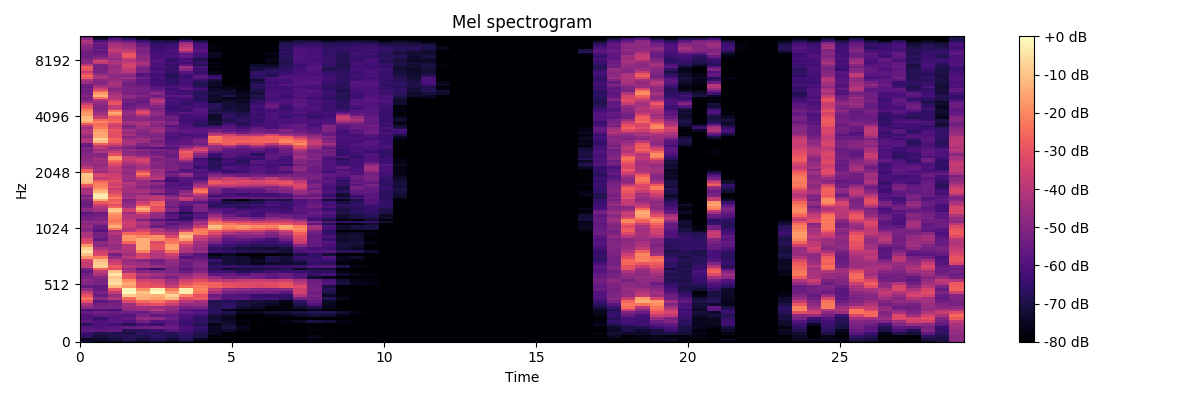 Mel spectrogram
Hz
8192
4096
2048
1024
512
0
0 5 10 15 20 25
Time
+0 dB
-10 dB
-20 dB
-30 dB
-40 dB
-50 dB
-60 dB
-70 dB
-80 dB